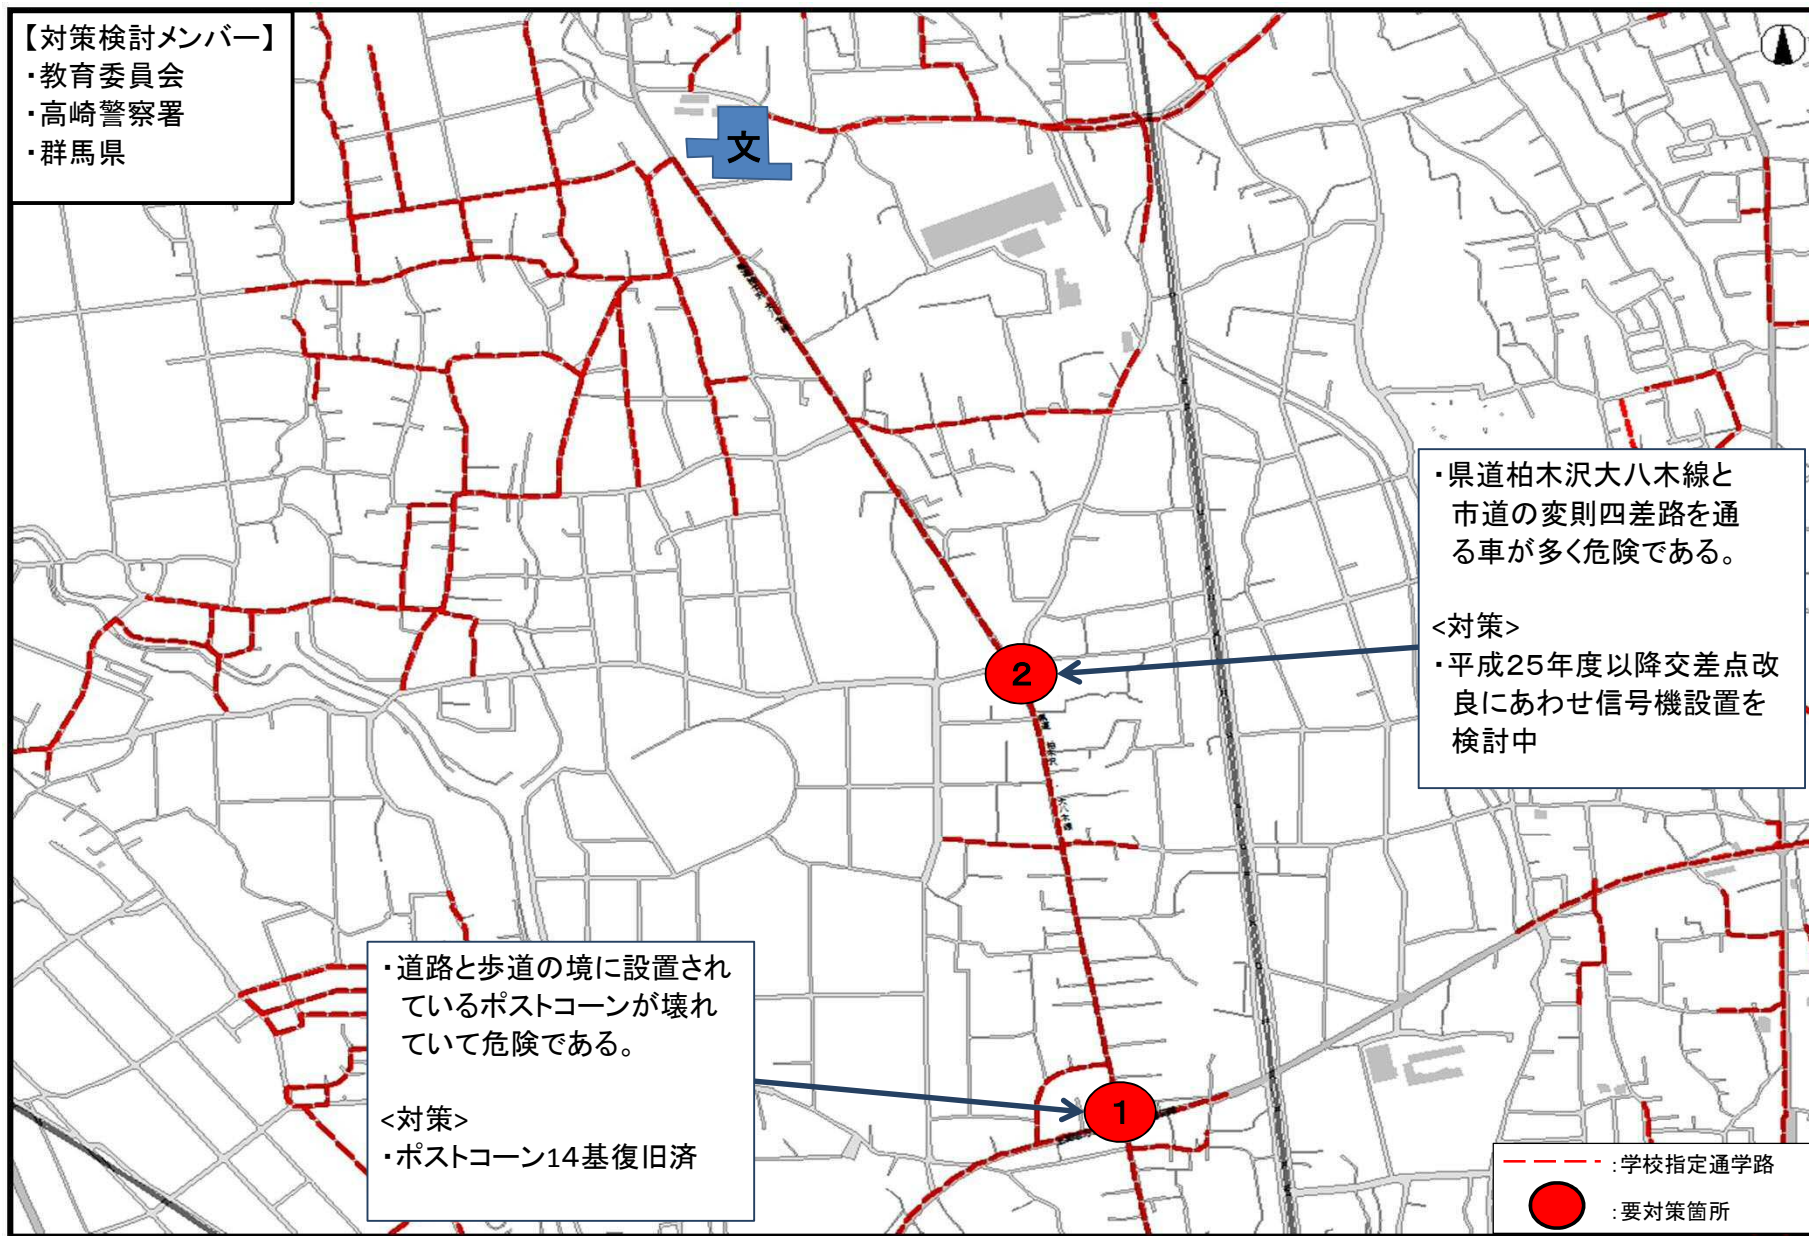 【対策検討メンバー】
・教育委員会
・高崎警察署
・群馬県
文
・県道柏木沢大八木線と
市道の変則四差路を通
る車が多く危険である。
<対策>
・平成25年度以降交差点改
良にあわせ信号機設置を
検討中
2
・道路と歩道の境に設置され
ているポストコーンが壊れ
ていて危険である。
<対策>
・ポストコーン14基復旧済
1
:学校指定通学路
:要対策箇所